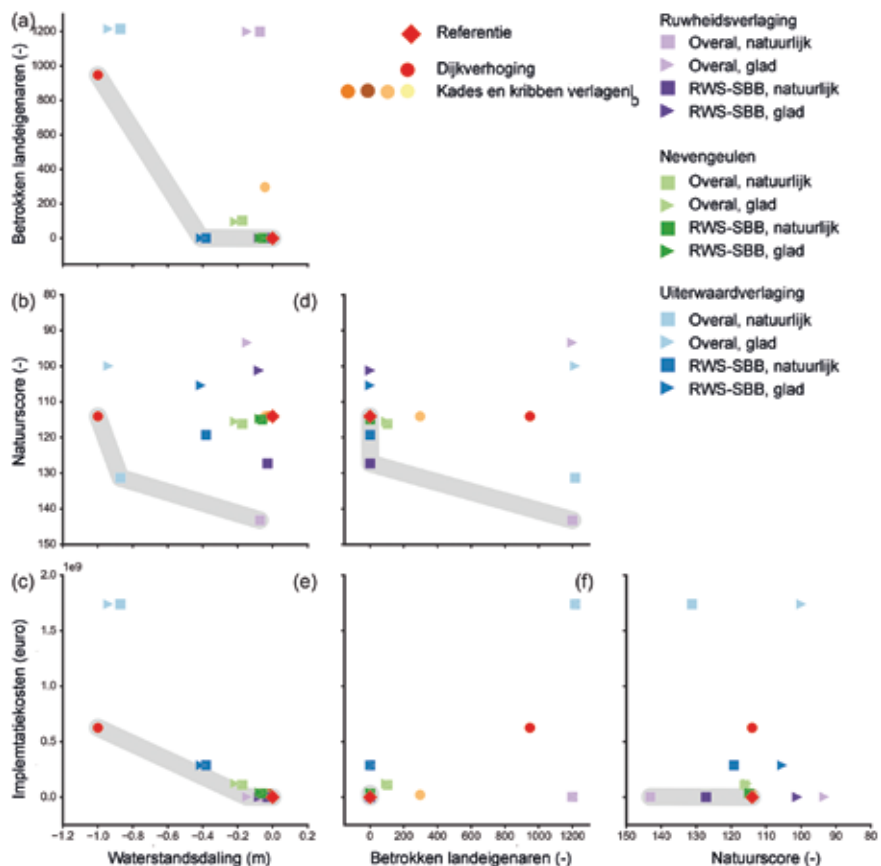 (a)
Betrokken landeigenaren (-)
1200
1000
800
600
400
200
0
Referentie
Dijkverhoging
Kades en kribben verlagen
Ruwheidsverlaging
Overal, natuurlijk
Overal, glad
RWS-SBB, natuurlijk
RWS-SBB, glad
Nevengeulen
Overal, natuurlijk
Overal, glad
RWS-SBB, natuurlijk
RWS-SBB, glad
Uiterwaardverlaging
Overal, natuurlijk
Overal, glad
RWS-SBB, natuurlijk
RWS-SBB, glad
(b)
Natuurscore (-)
80
90
100
110
120
130
140
150
(d)
(c)
Implemtatiekosten (euro)
1e9
2.0
1.5
1.0
0.5
0.0
−1.2 −1.0 −0.8 −0.6 −0.4 −0.2 0.0 0.2
Waterstandsdaling (m)
(e)
0 200 400 600 800 1000 1200
Betrokken landeigenaren (-)
(f)
150 140 130 120 110 100 90 80
Natuurscore (-)